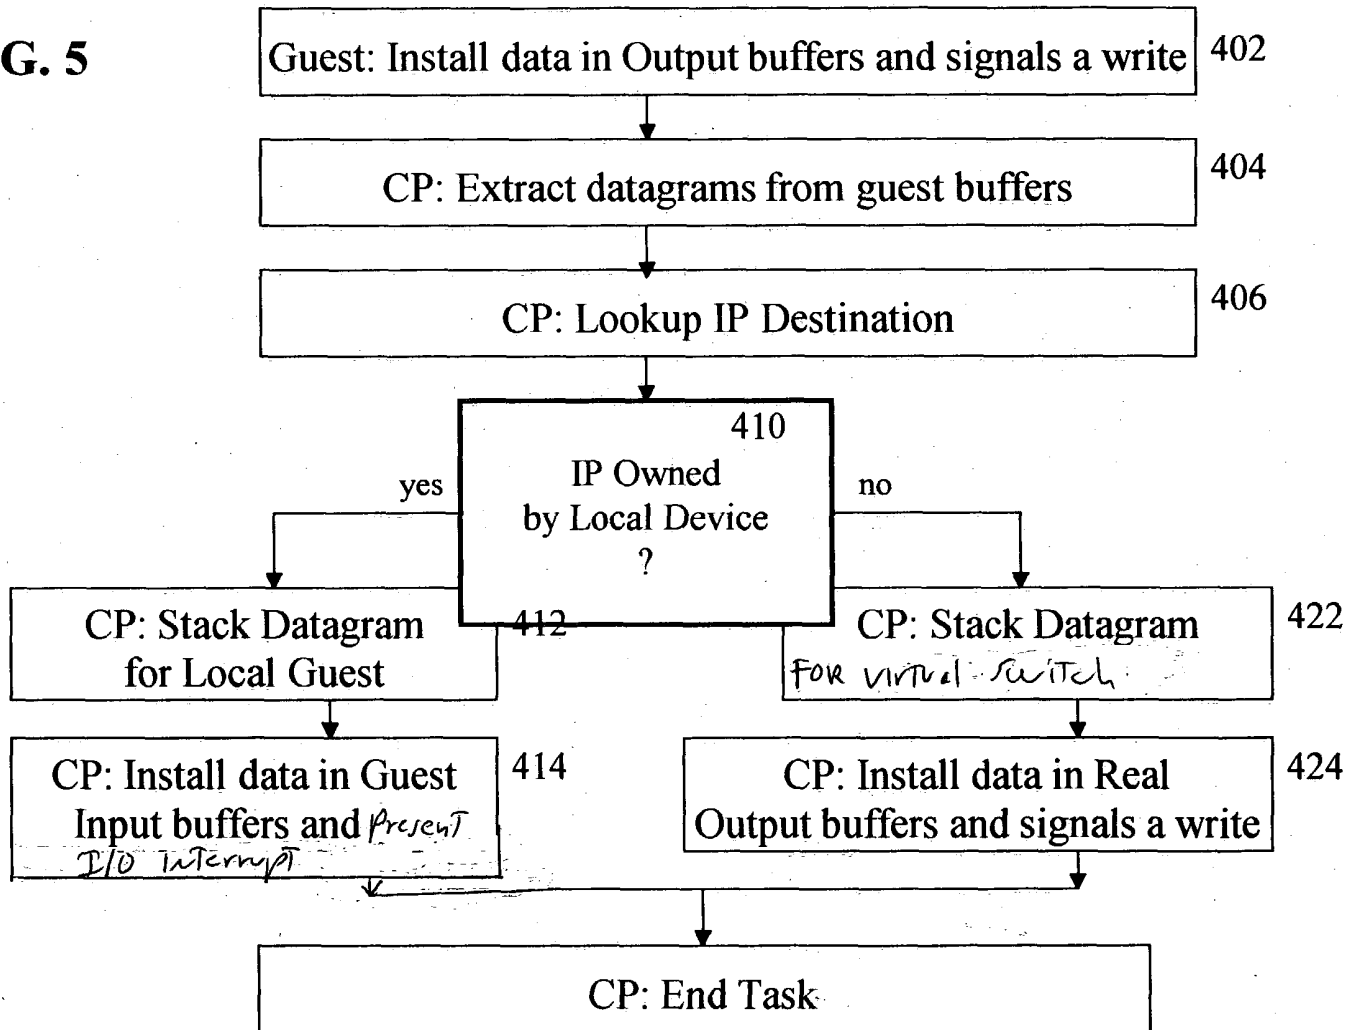 G. 5
Guest: Install data in Output buffers and signals a write
402
CP: Extract datagrams from guest buffers
404
CP: Lookup IP Destination
406
410
IP Owned
by Local Device
?
yes
no
CP: Stack Datagram
for Local Guest
412
CP: Stack Datagram
FOR virtual switch
422
CP: Install data in Guest
Input buffers and Present
I/O Interrupt
414
CP: Install data in Real
Output buffers and signals a write
424
CP: End Task